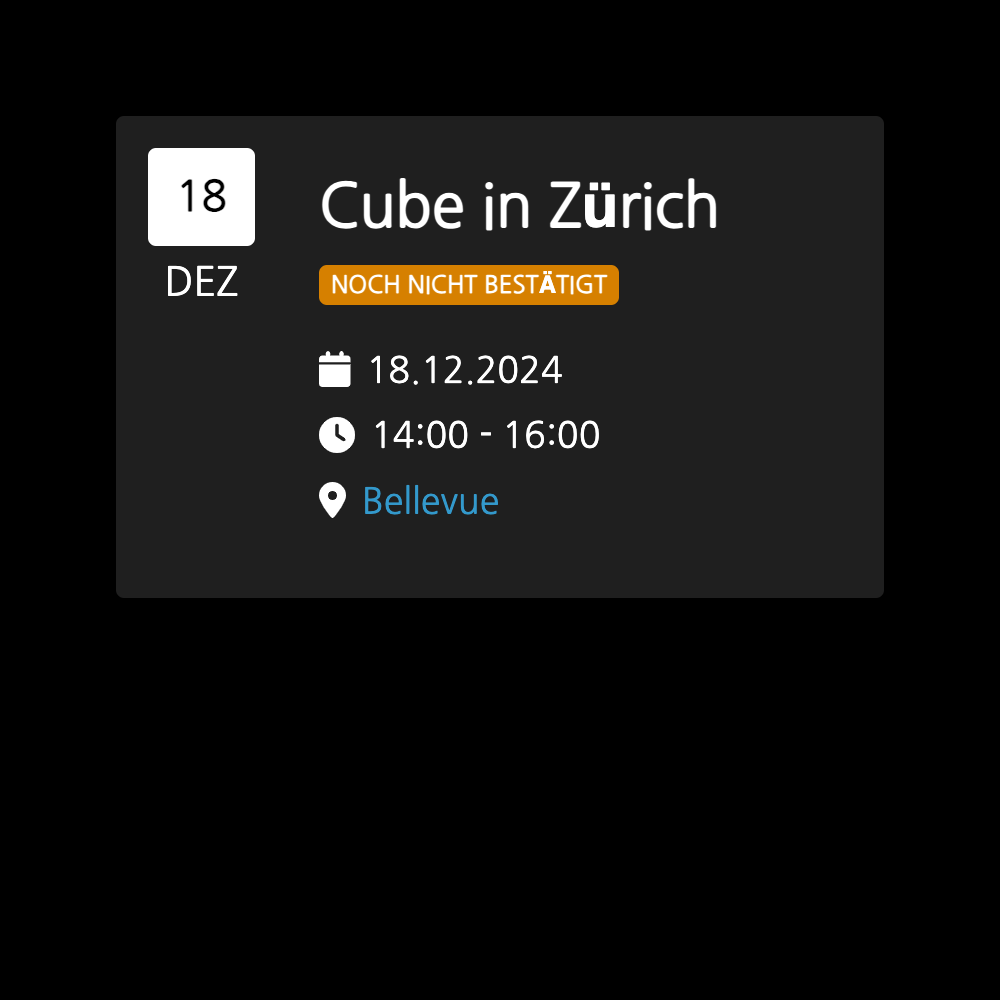 18
DEZ
Cube in Zürich
NOCH NICHT BESTÄTIGT
18.12.2024
14:00 - 16:00
Bellevue